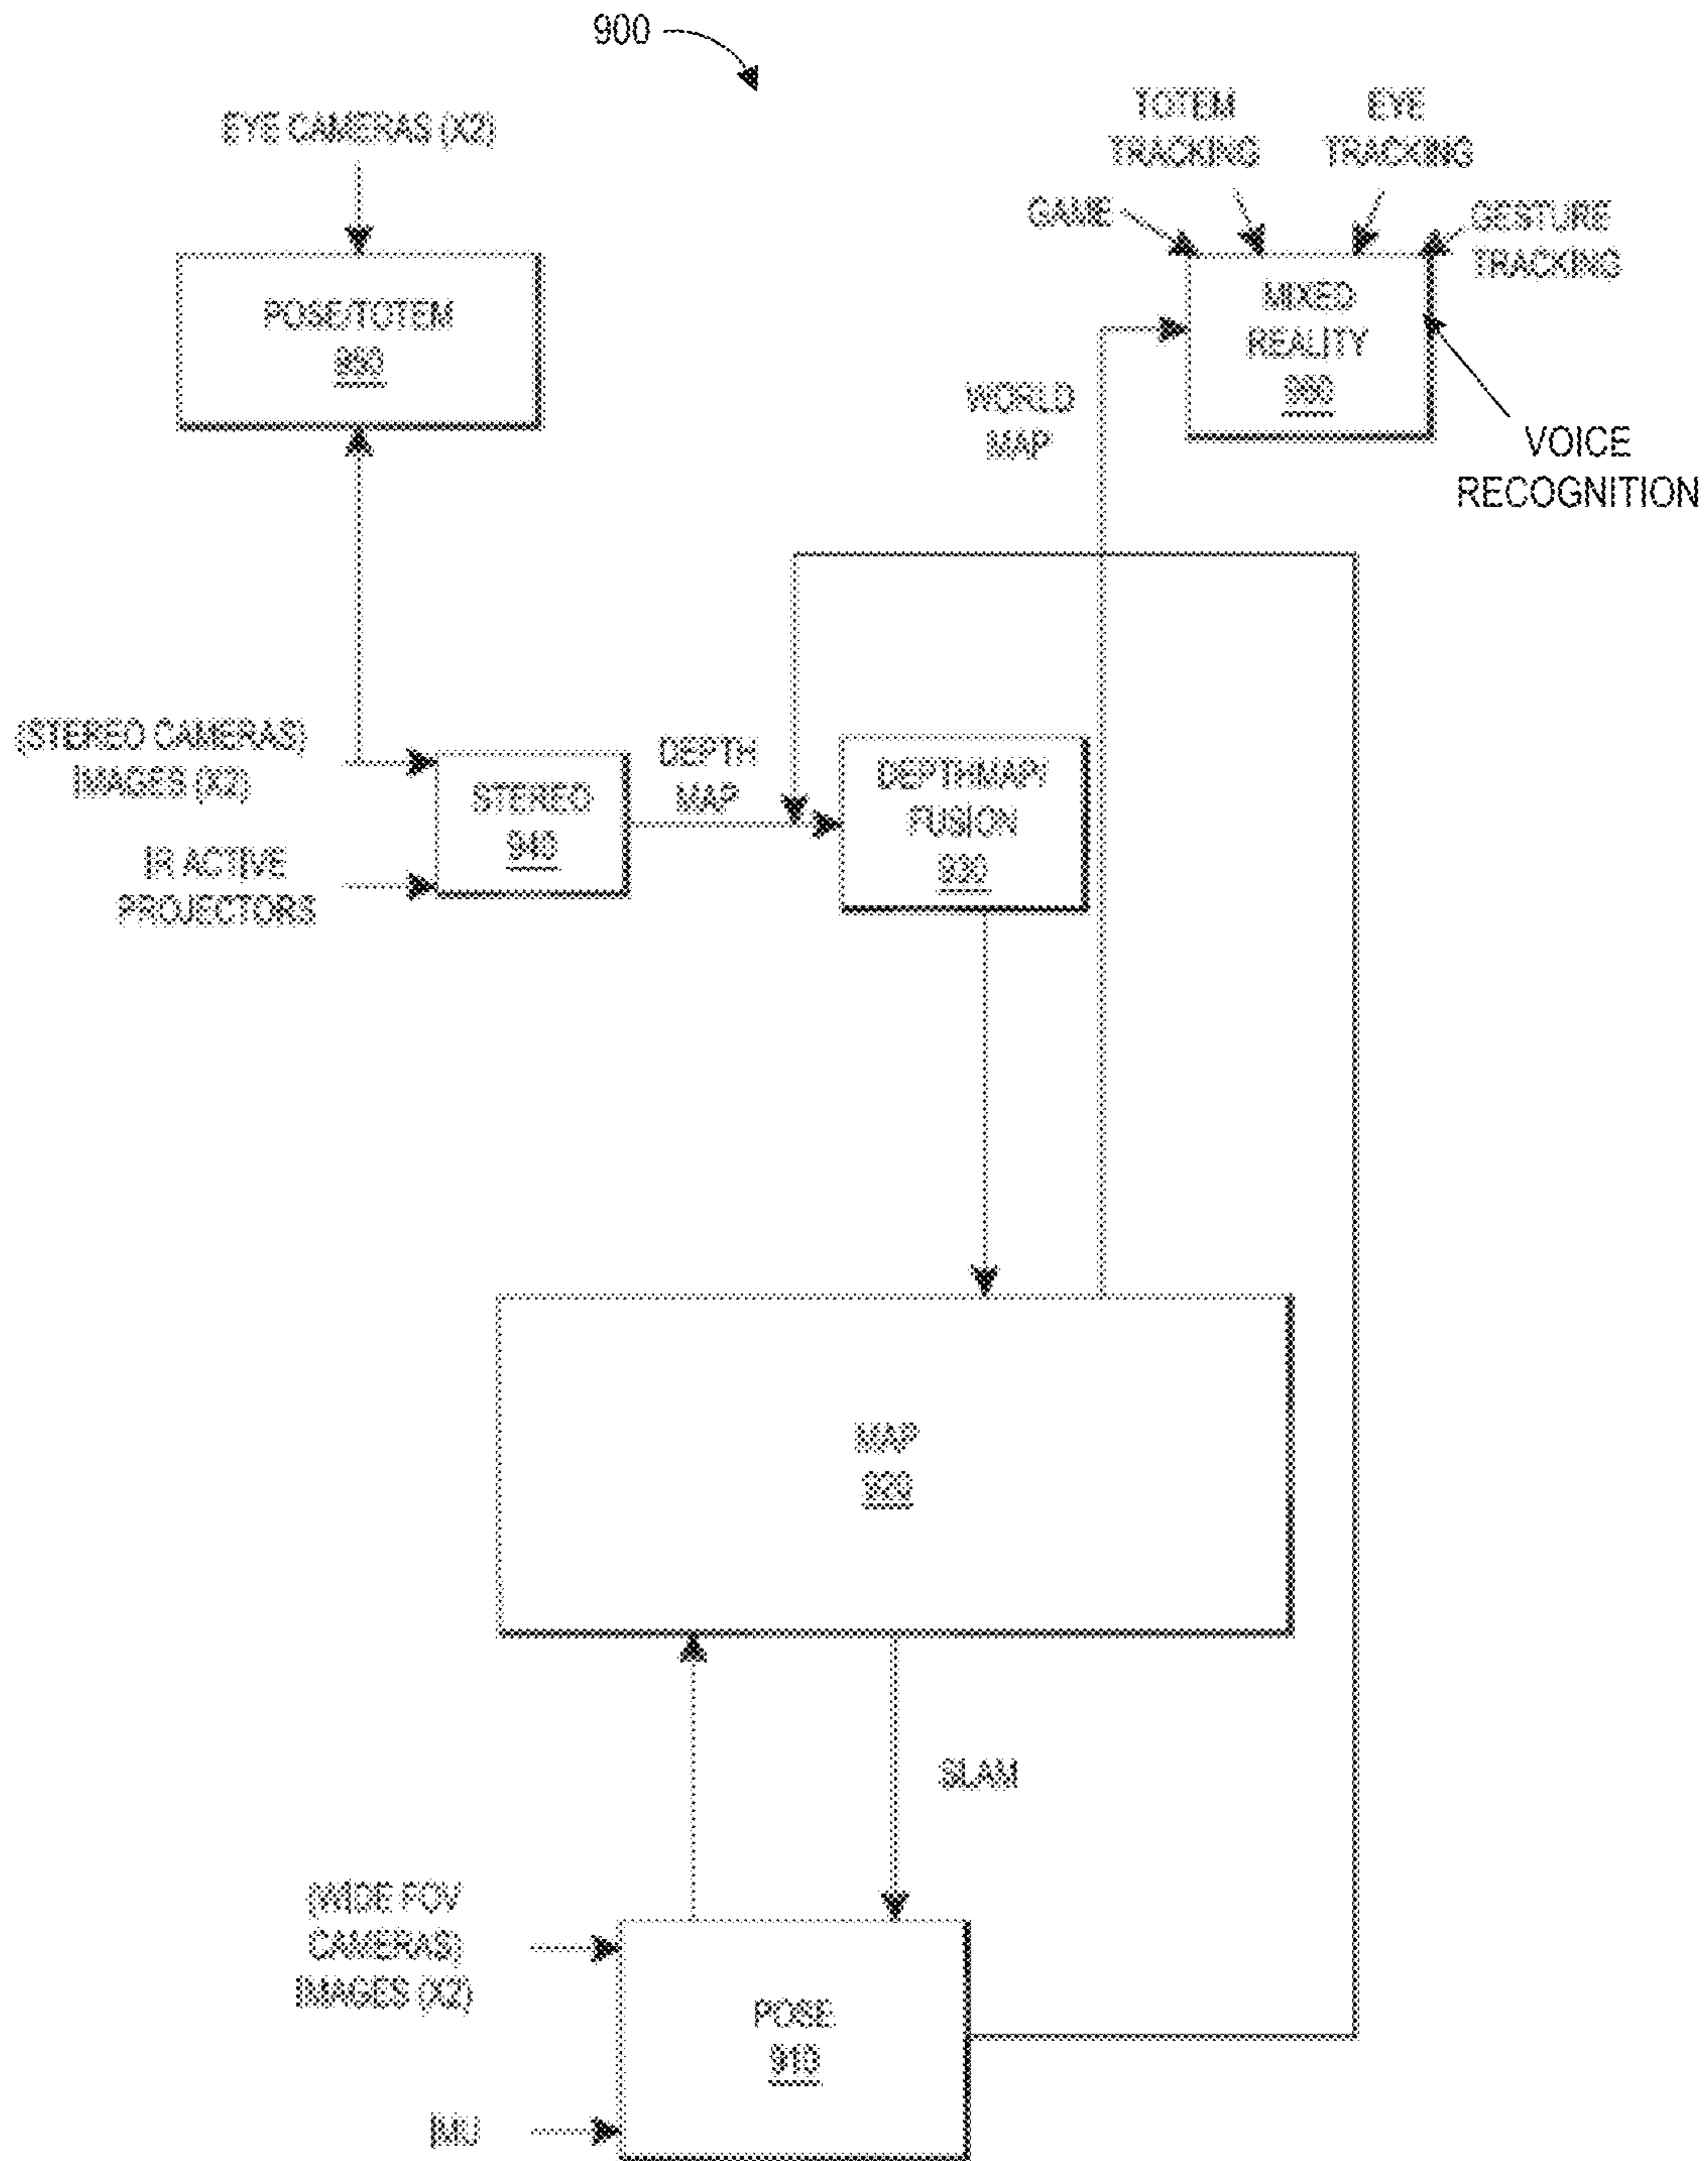 900
EYE CAMERAS (X2)
TOTEM
TRACKING
EYE
TRACKING
GAME
GESTURE
TRACKING
POSE/TOTEM
950
MIXED
REALITY
960
WORLD
MAP
VOICE
RECOGNITION
(STEREO CAMERAS)
IMAGES (X2)
DEPTH
MAP
STEREO
940
DEPTHMAP/
FUSION
930
IR ACTIVE
PROJECTORS
MAP
920
SLAM
(WIDE FOV
CAMERAS)
IMAGES (X2)
POSE
910
IMU